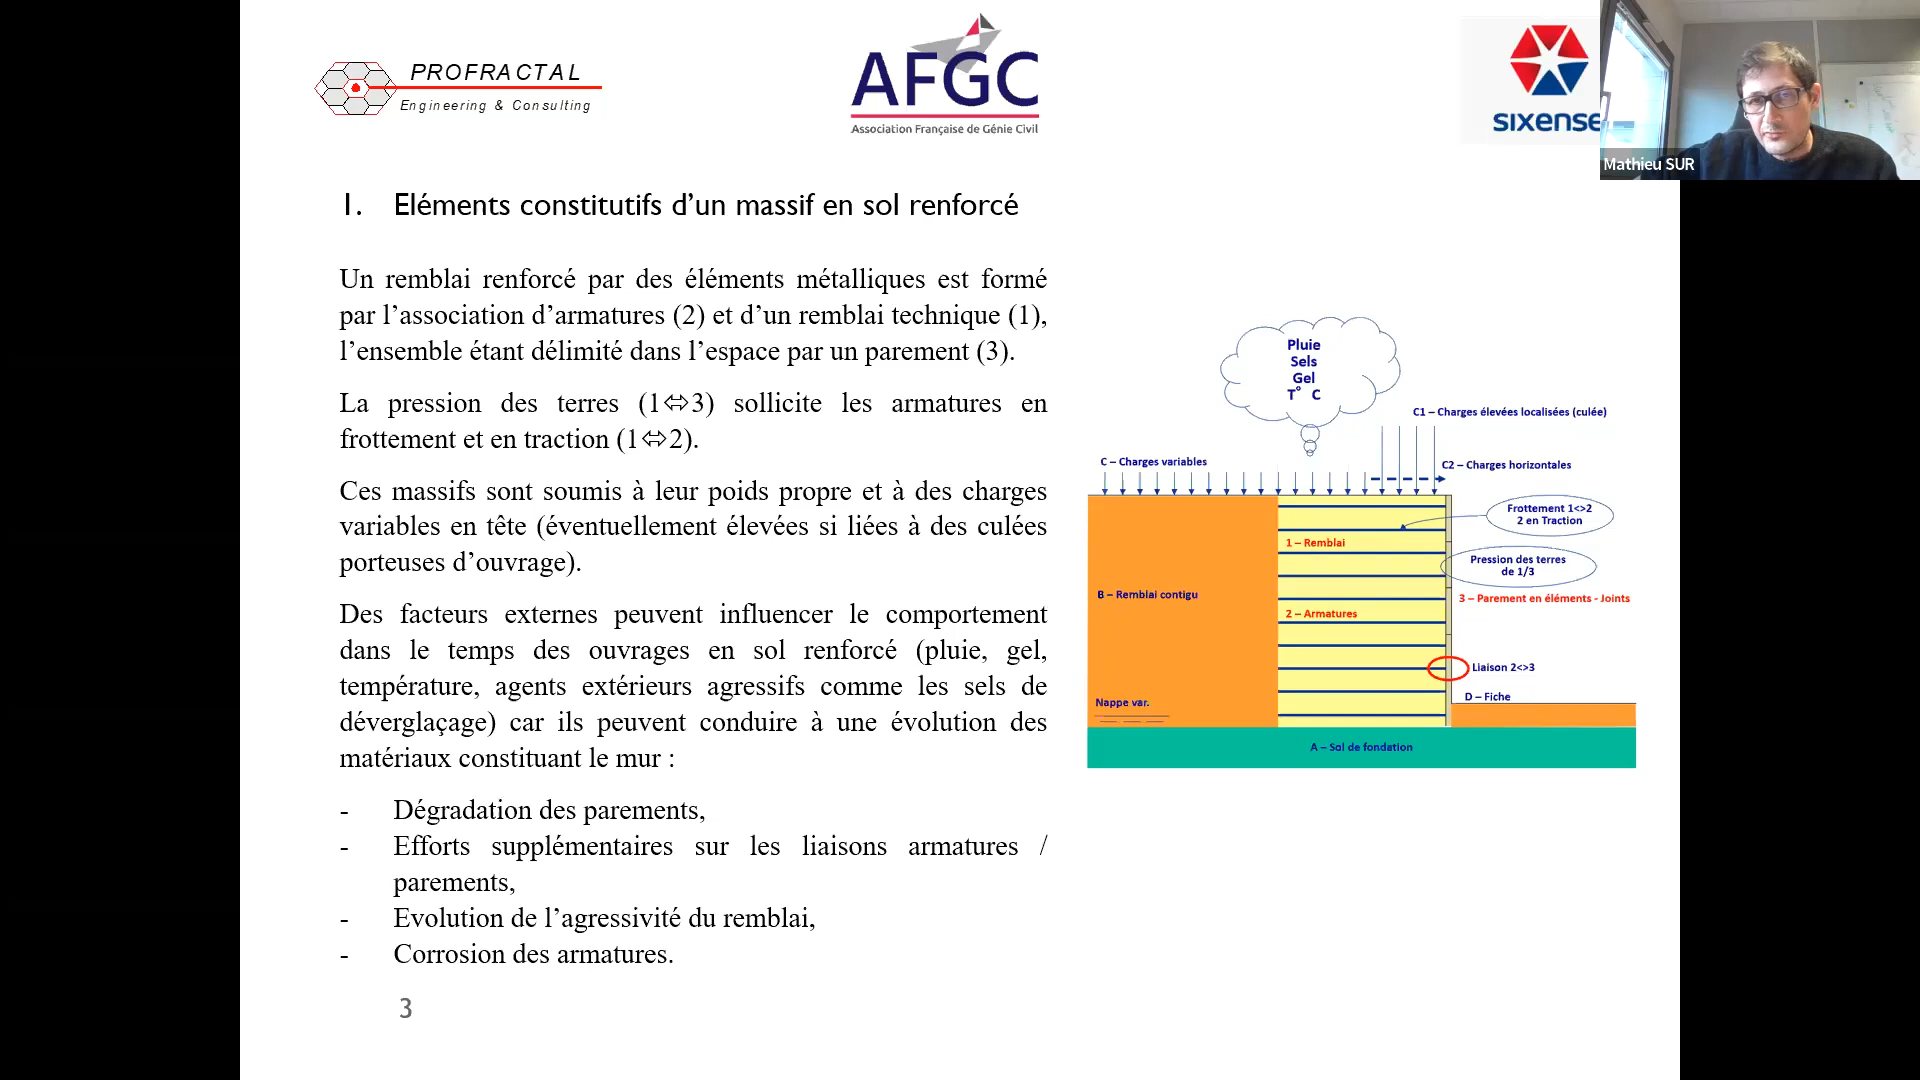 PROFRACTAL
Engineering & Consulting
AFGC
Association Française de Génie Civil
SIXENSE
Mathieu SUR
1. Eléments constitutifs d’un massif en sol renforcé
Un remblai renforcé par des éléments métalliques est formé
par l’association d’armatures (2) et d’un remblai technique (1),
l’ensemble étant délimité dans l’espace par un parement (3).
La pression des terres (1⇔3) sollicite les armatures en
frottement et en traction (1⇔2).
Ces massifs sont soumis à leur poids propre et à des charges
variables en tête (éventuellement élevées si liées à des culées
porteuses d’ouvrage).
Des facteurs externes peuvent influencer le comportement
dans le temps des ouvrages en sol renforcé (pluie, gel,
température, agents extérieurs agressifs comme les sels de
déverglaçage) car ils peuvent conduire à une évolution des
matériaux constituant le mur :
- Dégradation des parements,
- Efforts supplémentaires sur les liaisons armatures /
parements,
- Evolution de l’agressivité du remblai,
- Corrosion des armatures.
3
Pluie
Sels
Gel
T° C
C1 – Charges élevées localisées (culée)
C – Charges variables
C2 – Charges horizontales
Frottement 1<>2
2 en Traction
1 – Remblai
Pression des terres
de 1/3
B – Remblai contigu
3 – Parement en éléments - Joints
2 – Armatures
Liaison 2<>3
D – Fiche
Nappe var.
A – Sol de fondation